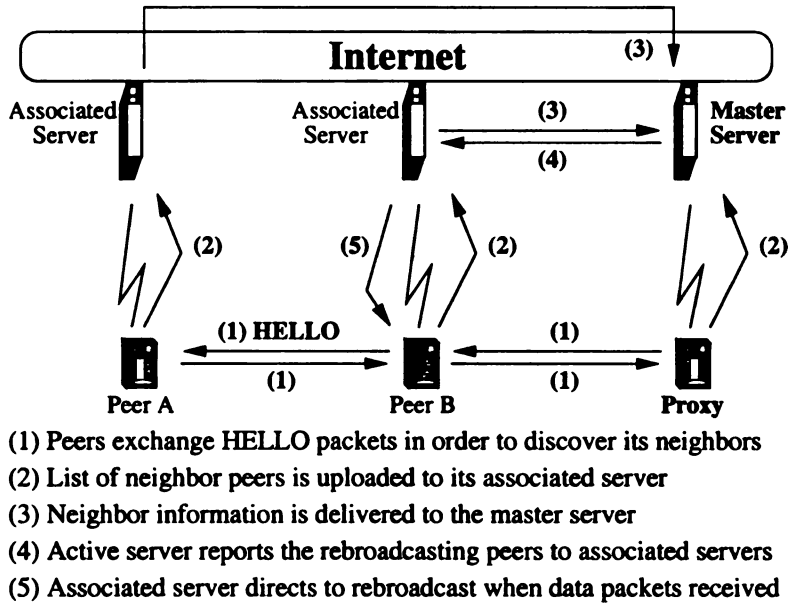 Internet
(3)
Associated
Server
Associated
Server
(3)
(4)
Master
Server
(2)
(5)
(2)
(2)
(1) HELLO
(1)
(1)
(1)
Peer A
Peer B
Proxy
(1) Peers exchange HELLO packets in order to discover its neighbors
(2) List of neighbor peers is uploaded to its associated server
(3) Neighbor information is delivered to the master server
(4) Active server reports the rebroadcasting peers to associated servers
(5) Associated server directs to rebroadcast when data packets received